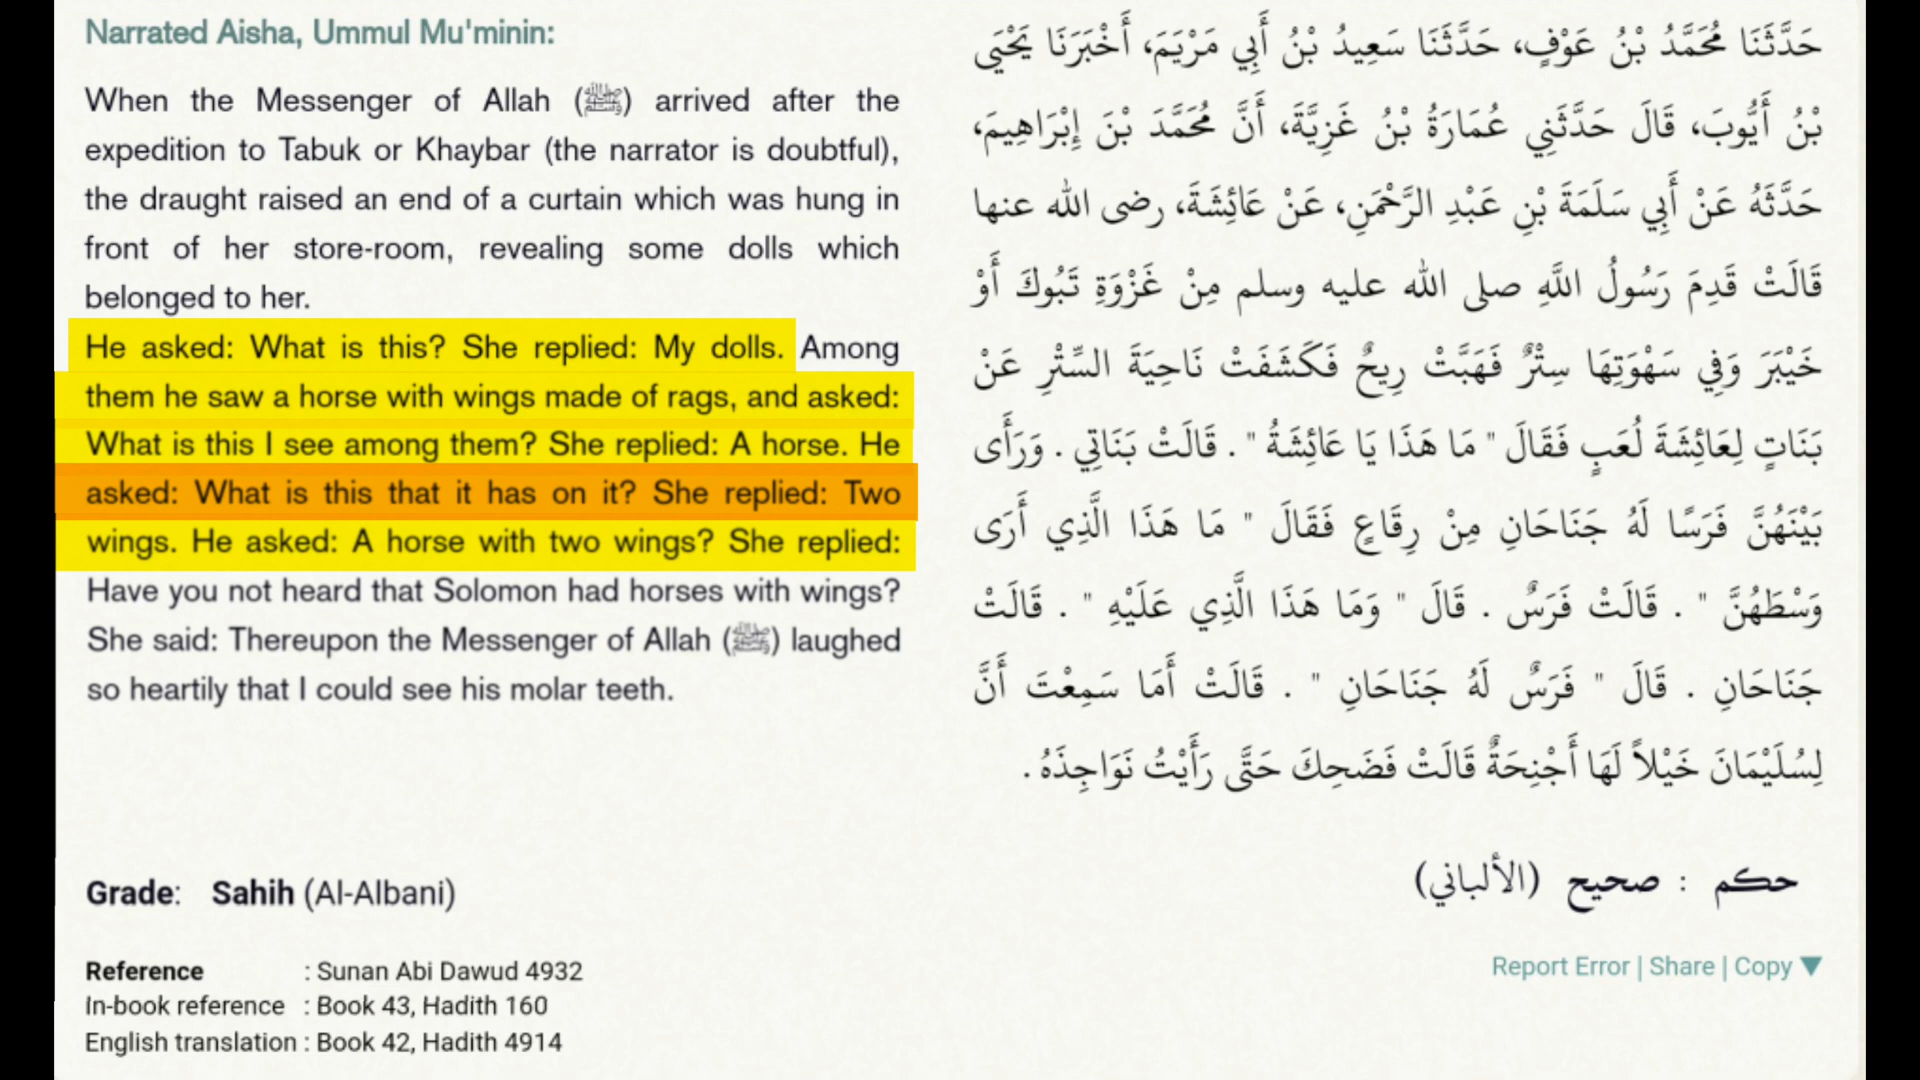 Narrated Aisha, Ummul Mu'minin:
When the Messenger of Allah (ﷺ) arrived after the
expedition to Tabuk or Khaybar (the narrator is doubtful),
the draught raised an end of a curtain which was hung in
front of her store-room, revealing some dolls which
belonged to her.
He asked: What is this? She replied: My dolls. Among
them he saw a horse with wings made of rags, and asked:
What is this I see among them? She replied: A horse. He
asked: What is this that it has on it? She replied: Two
wings. He asked: A horse with two wings? She replied:
Have you not heard that Solomon had horses with wings?
She said: Thereupon the Messenger of Allah (ﷺ) laughed
so heartily that I could see his molar teeth.
حَدَّثَنَا مُحَمَّدُ بْنُ عَوْفٍ، حَدَّثَنَا سَعِيدُ بْنُ أَبِي مَرْيَمَ، أَخْبَرَنَا يَحْيَى
بْنُ أَيُّوبَ، قَالَ حَدَّثَنِي عُمَارَةُ بْنُ غَزِيَّةَ، أَنَّ مُحَمَّدَ بْنَ إِبْرَاهِيمَ،
حَدَّثَهُ عَنْ أَبِي سَلَمَةَ بْنِ عَبْدِ الرَّحْمَنِ، عَنْ عَائِشَةَ، رضى الله عنها
قَالَتْ قَدِمَ رَسُولُ اللَّهِ صلى الله عليه وسلم مِنْ غَزْوَةِ تَبُوكَ أَوْ
خَيْبَرَ وَفِي سَهْوَتِهَا سِتْرٌ فَهَبَّتْ رِيحٌ فَكَشَفَتْ نَاحِيَةَ السِّتْرِ عَنْ
بَنَاتٍ لِعَائِشَةَ لُعَبٍ فَقَالَ " مَا هَذَا يَا عَائِشَةُ " . قَالَتْ بَنَاتِي . وَرَأَى
بَيْنَهُنَّ فَرَسًا لَهُ جَنَاحَانِ مِنْ رِقَاعٍ فَقَالَ " مَا هَذَا الَّذِي أَرَى
وَسْطَهُنَّ " . قَالَتْ فَرَسٌ . قَالَ " وَمَا هَذَا الَّذِي عَلَيْهِ " . قَالَتْ
جَنَاحَانِ . قَالَ " فَرَسٌ لَهُ جَنَاحَانِ " . قَالَتْ أَمَا سَمِعْتَ أَنَّ
لِسُلَيْمَانَ خَيْلاً لَهَا أَجْنِحَةٌ قَالَتْ فَضَحِكَ حَتَّى رَأَيْتُ نَوَاجِذَهُ .
Grade: Sahih (Al-Albani)
حكم : صحيح (الألباني)
Reference : Sunan Abi Dawud 4932
In-book reference : Book 43, Hadith 160
English translation : Book 42, Hadith 4914
Report Error | Share | Copy ▼